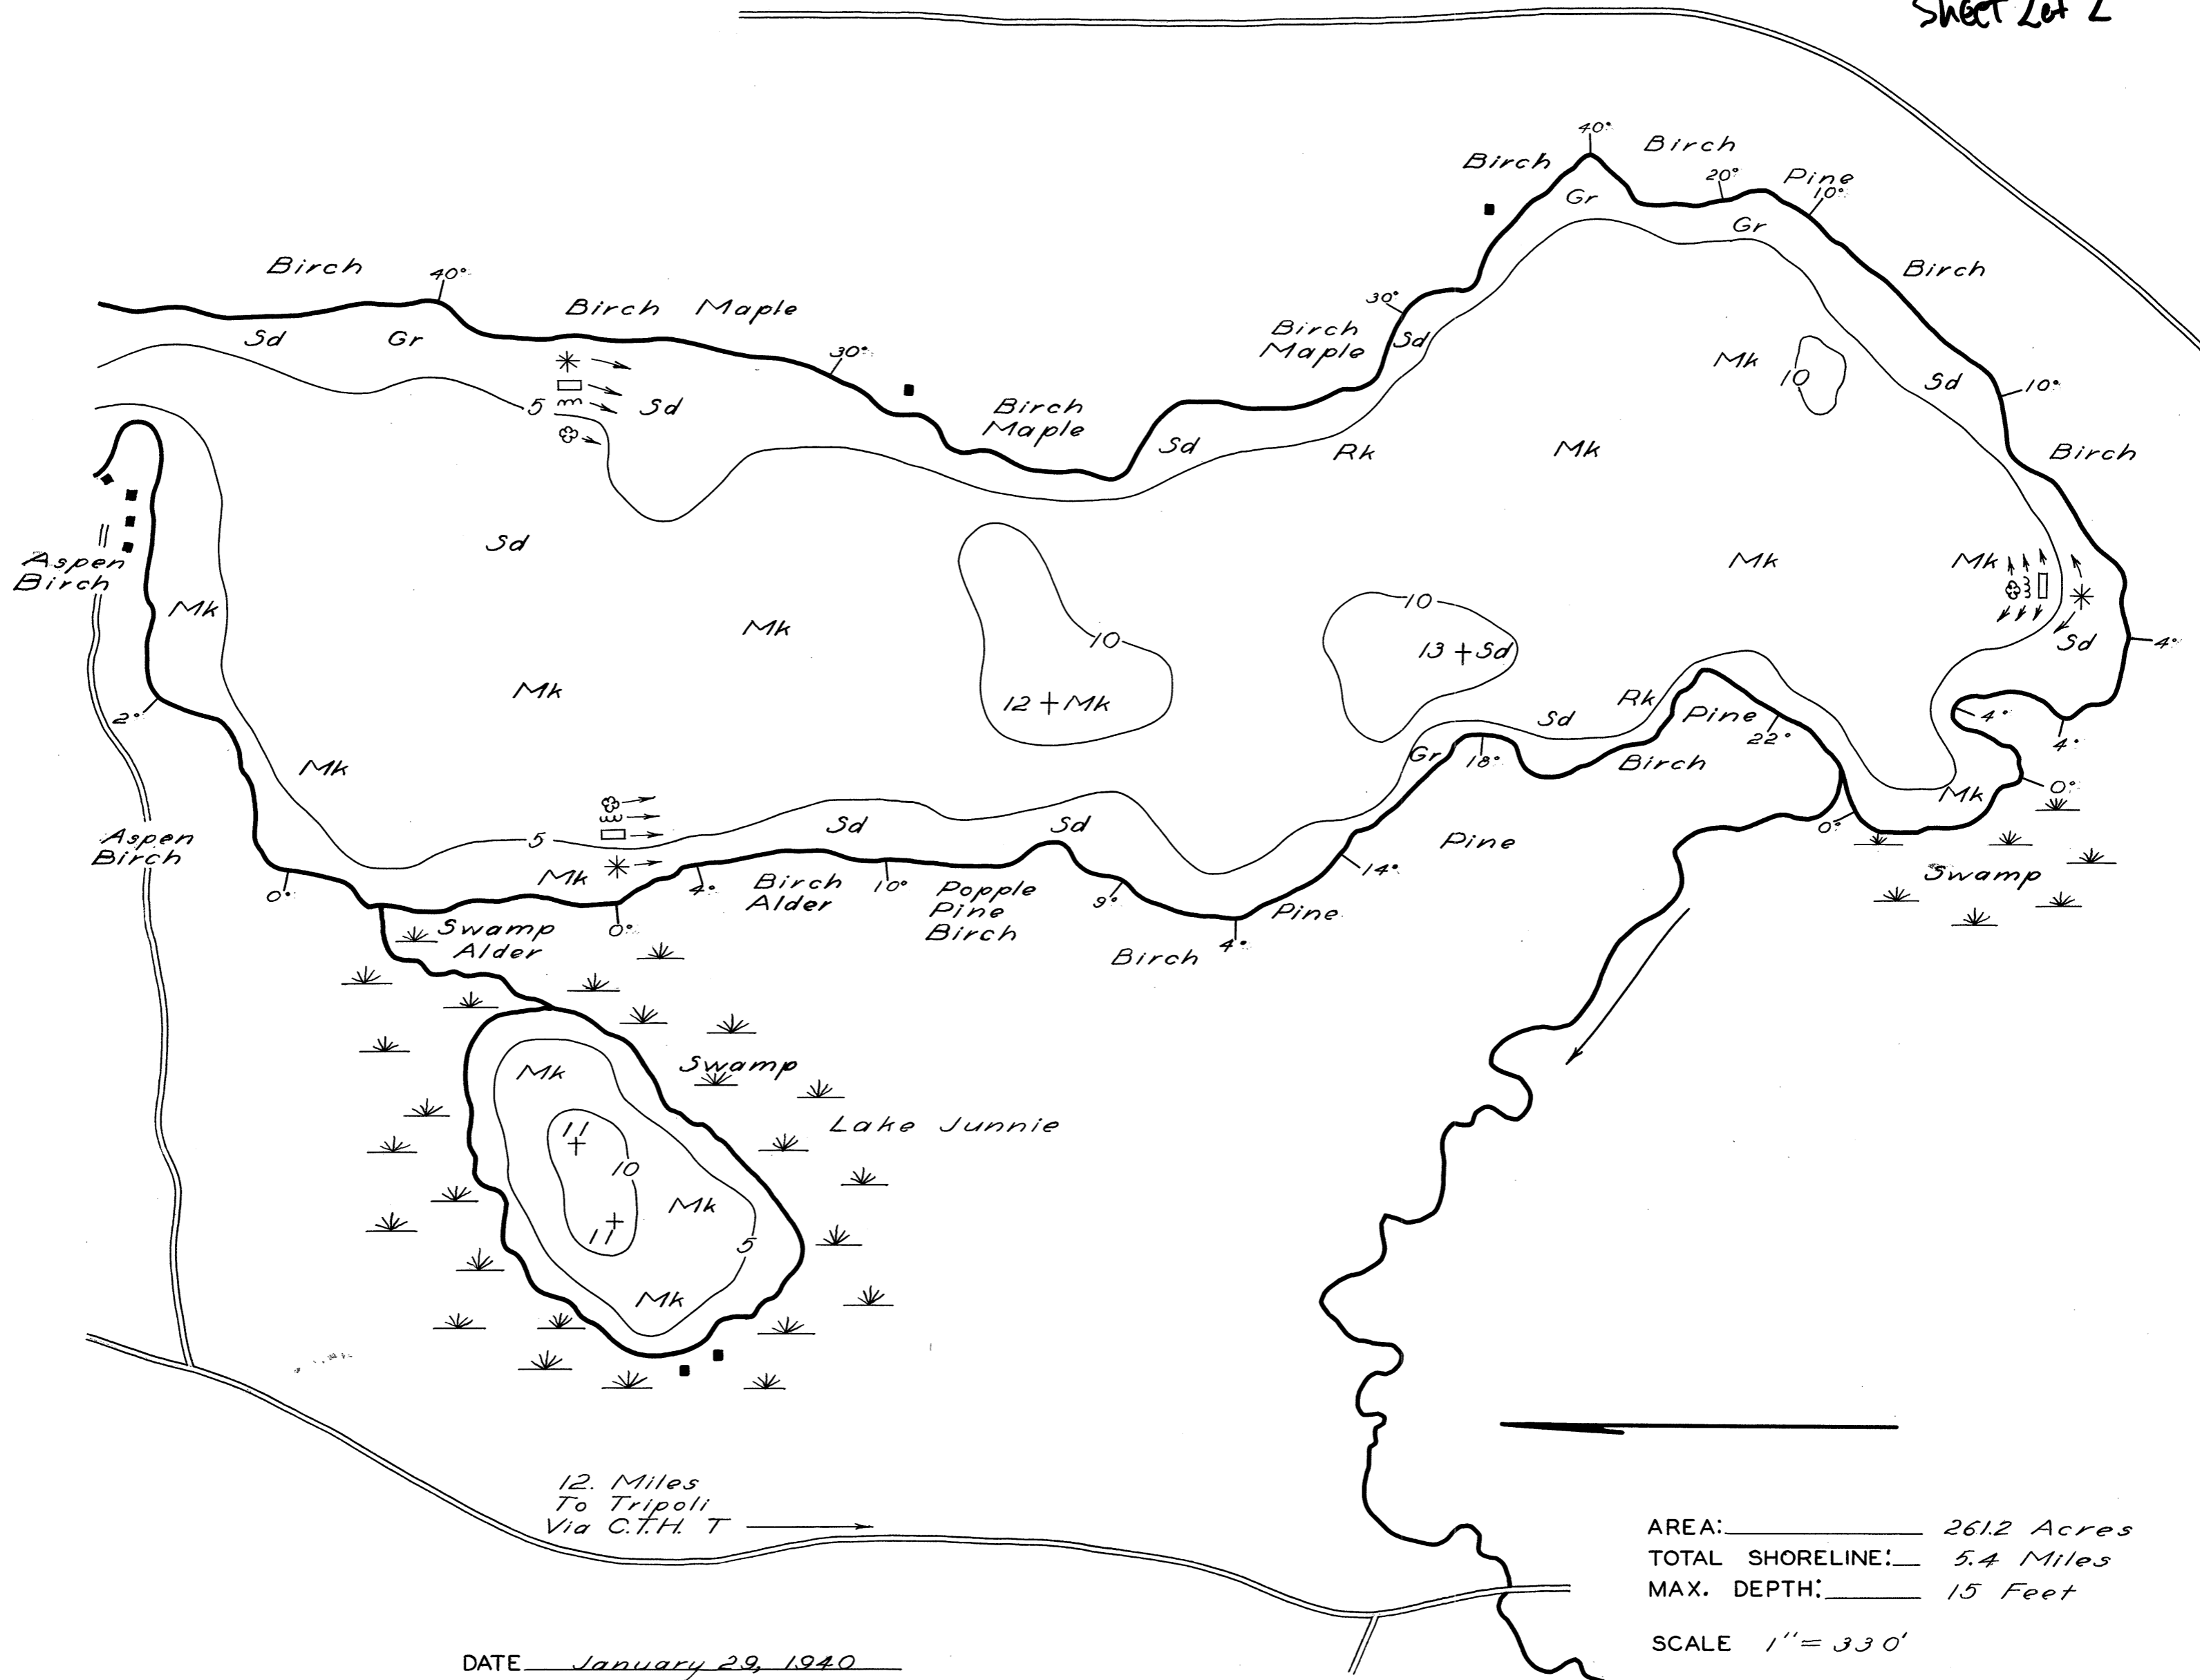 Sheet 2 of 2
40°
Birch
Birch
20°
Pine
10°
Gr
Gr
Birch
40°
Birch
Birch Maple
30°
Birch
Maple
Sd
Sd
Gr
30°
Mk
10
Sd
10°
5
Sd
Birch
Maple
Sd
Rk
Mk
Birch
Sd
Aspen
Birch
Mk
Mk
Mk
Mk
10
10
13 + Sd
4°
Sd
Mk
12 + Mk
2°
Rk
Sd
Pine
22°
4°
4°
Mk
Gr
18°
Birch
0°
Mk
Aspen
Birch
5
Sd
Sd
0°
Pine
14°
Swamp
Mk
0°
4°
Birch
Alder
10°
Popple
Pine
Birch
9°
Pine
Swamp
Alder
0°
4°
Birch
Mk
Swamp
11
Lake Junnie
10
Mk
11
5
Mk
12. Miles
To Tripoli
Via C.T.H. T
AREA: 261.2 Acres
TOTAL SHORELINE: 5.4 Miles
MAX. DEPTH: 15 Feet
SCALE 1" = 330'
DATE January 29, 1940